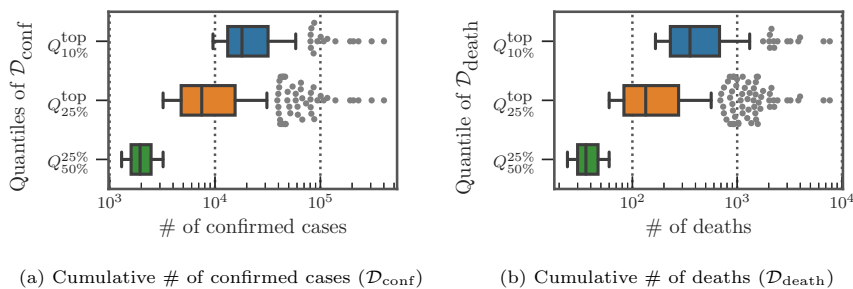 Quantiles of 𝒟conf
Q^top_10%
Q^top_25%
Q^25%_50%
10^3 10^4 10^5
# of confirmed cases
(a) Cumulative # of confirmed cases (𝒟conf)
Quantile of 𝒟death
Q^top_10%
Q^top_25%
Q^25%_50%
10^2 10^3 10^4
# of deaths
(b) Cumulative # of deaths (𝒟death)